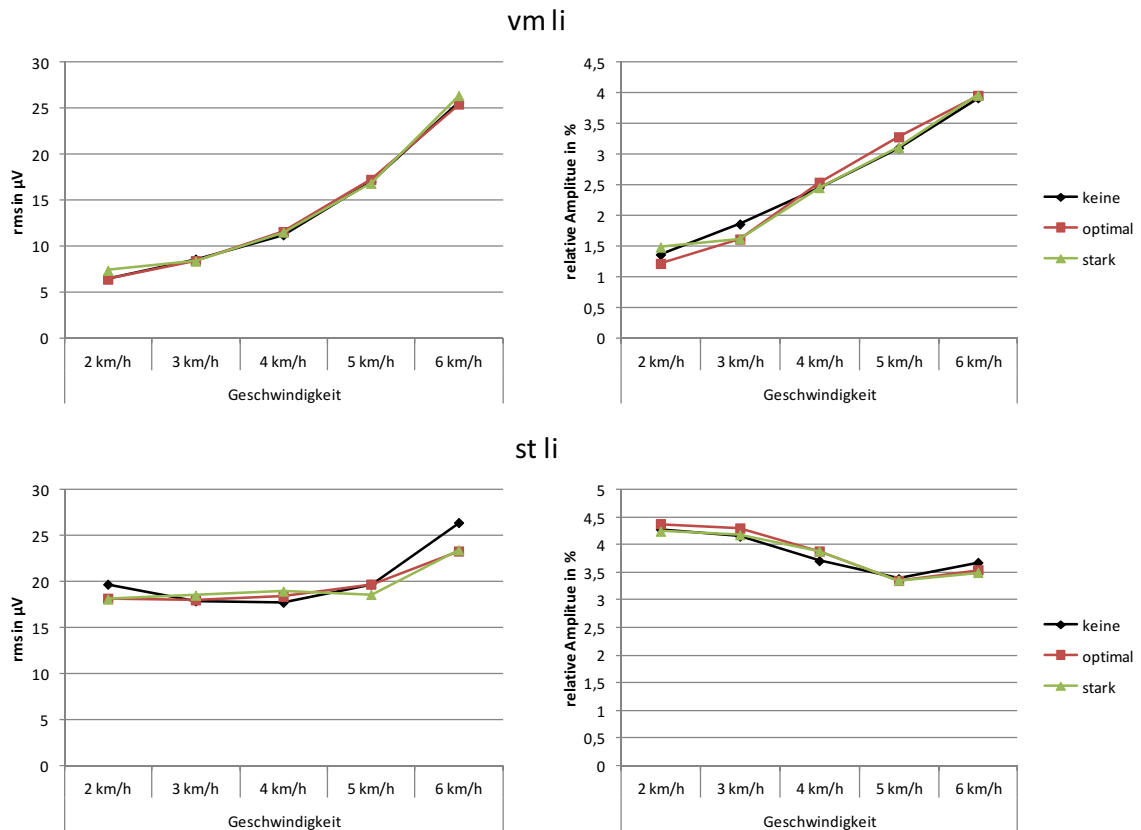 vm li
rms in µV
30
25
20
15
10
5
0
2 km/h 3 km/h 4 km/h 5 km/h 6 km/h
Geschwindigkeit
relative Amplitue in %
4,5
4
3,5
3
2,5
2
1,5
1
0,5
0
2 km/h 3 km/h 4 km/h 5 km/h 6 km/h
Geschwindigkeit
keine
optimal
stark
st li
rms in µV
30
25
20
15
10
5
0
2 km/h 3 km/h 4 km/h 5 km/h 6 km/h
Geschwindigkeit
relative Amplitue in %
5
4,5
4
3,5
3
2,5
2
1,5
1
0,5
0
2 km/h 3 km/h 4 km/h 5 km/h 6 km/h
Geschwindigkeit
keine
optimal
stark